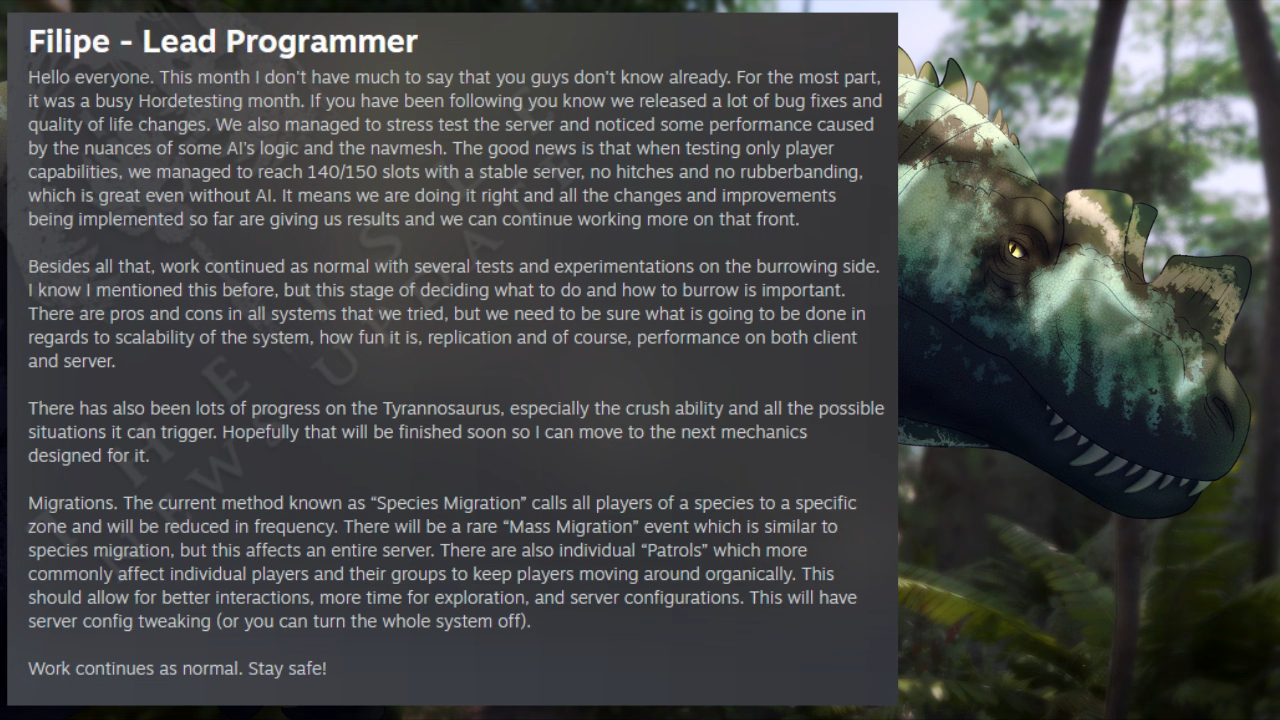 Filipe - Lead Programmer
Hello everyone. This month I don't have much to say that you guys don't know already. For the most part,
it was a busy Hordetesting month. If you have been following you know we released a lot of bug fixes and
quality of life changes. We also managed to stress test the server and noticed some performance caused
by the nuances of some AI's logic and the navmesh. The good news is that when testing only player
capabilities, we managed to reach 140/150 slots with a stable server, no hitches and no rubberbanding,
which is great even without AI. It means we are doing it right and all the changes and improvements
being implemented so far are giving us results and we can continue working more on that front.
Besides all that, work continued as normal with several tests and experimentations on the burrowing side.
I know I mentioned this before, but this stage of deciding what to do and how to burrow is important.
There are pros and cons in all systems that we tried, but we need to be sure what is going to be done in
regards to scalability of the system, how fun it is, replication and of course, performance on both client
and server.
There has also been lots of progress on the Tyrannosaurus, especially the crush ability and all the possible
situations it can trigger. Hopefully that will be finished soon so I can move to the next mechanics
designed for it.
Migrations. The current method known as “Species Migration” calls all players of a species to a specific
zone and will be reduced in frequency. There will be a rare “Mass Migration” event which is similar to
species migration, but this affects an entire server. There are also individual “Patrols” which more
commonly affect individual players and their groups to keep players moving around organically. This
should allow for better interactions, more time for exploration, and server configurations. This will have
server config tweaking (or you can turn the whole system off).
Work continues as normal. Stay safe!